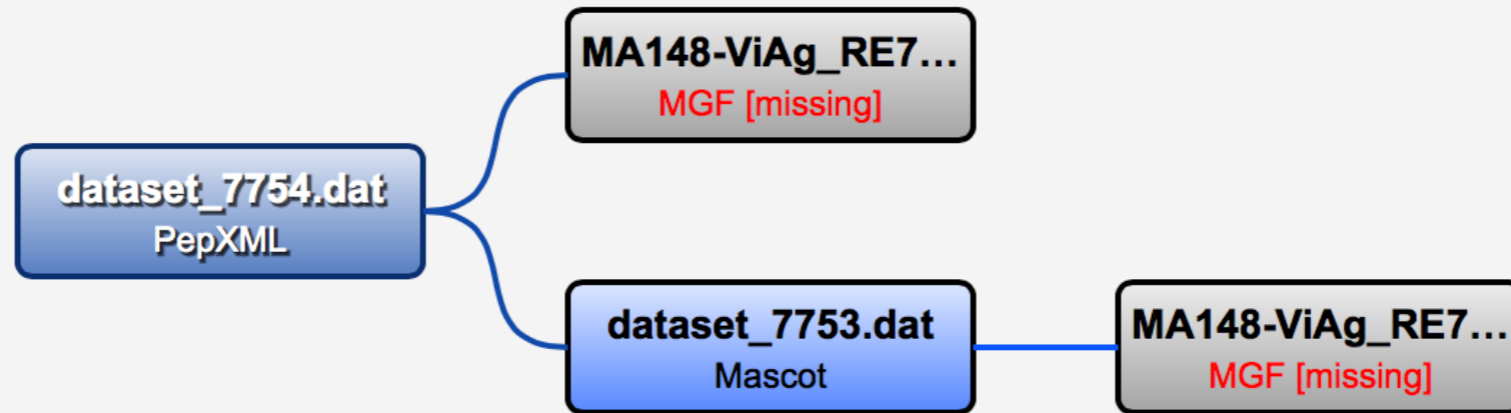 MA148-ViAg_RE7…
MGF [missing]
dataset_7754.dat
PepXML
dataset_7753.dat
Mascot
MA148-ViAg_RE7…
MGF [missing]